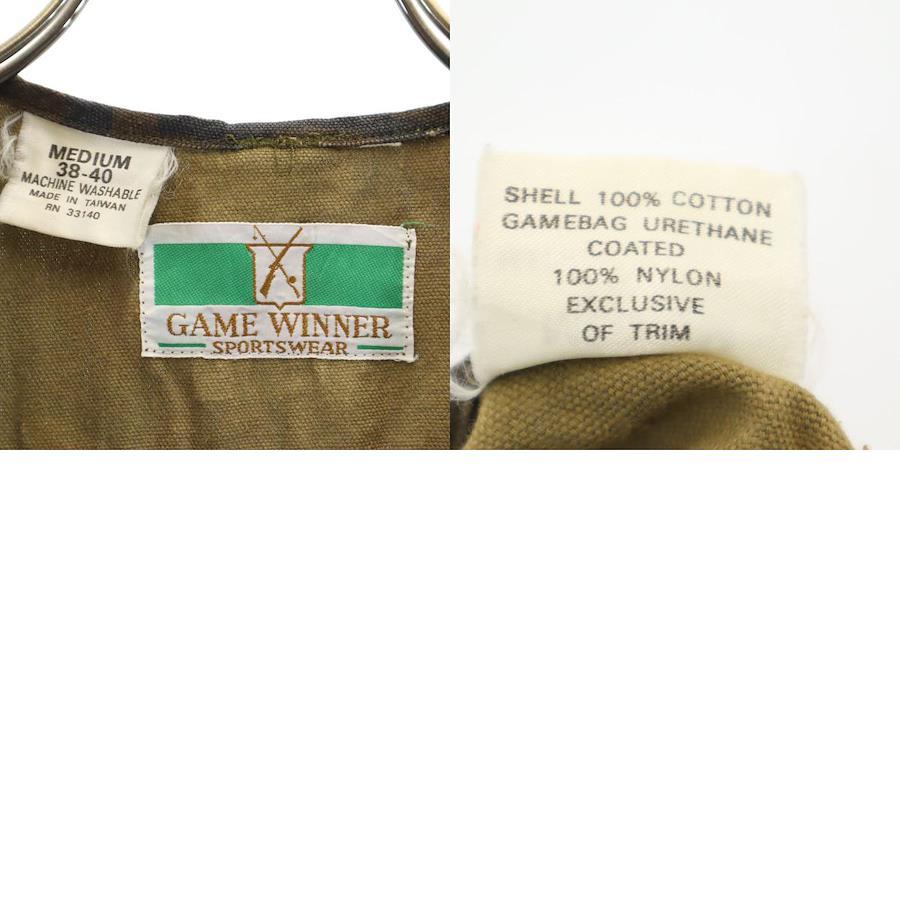 MEDIUM
38-40
MACHINE WASHABLE
MADE IN TAIWAN
RN 33140
GAME WINNER
SPORTSWEAR
SHELL 100% COTTON
GAMEBAG URETHANE
COATED
100% NYLON
EXCLUSIVE
OF TRIM